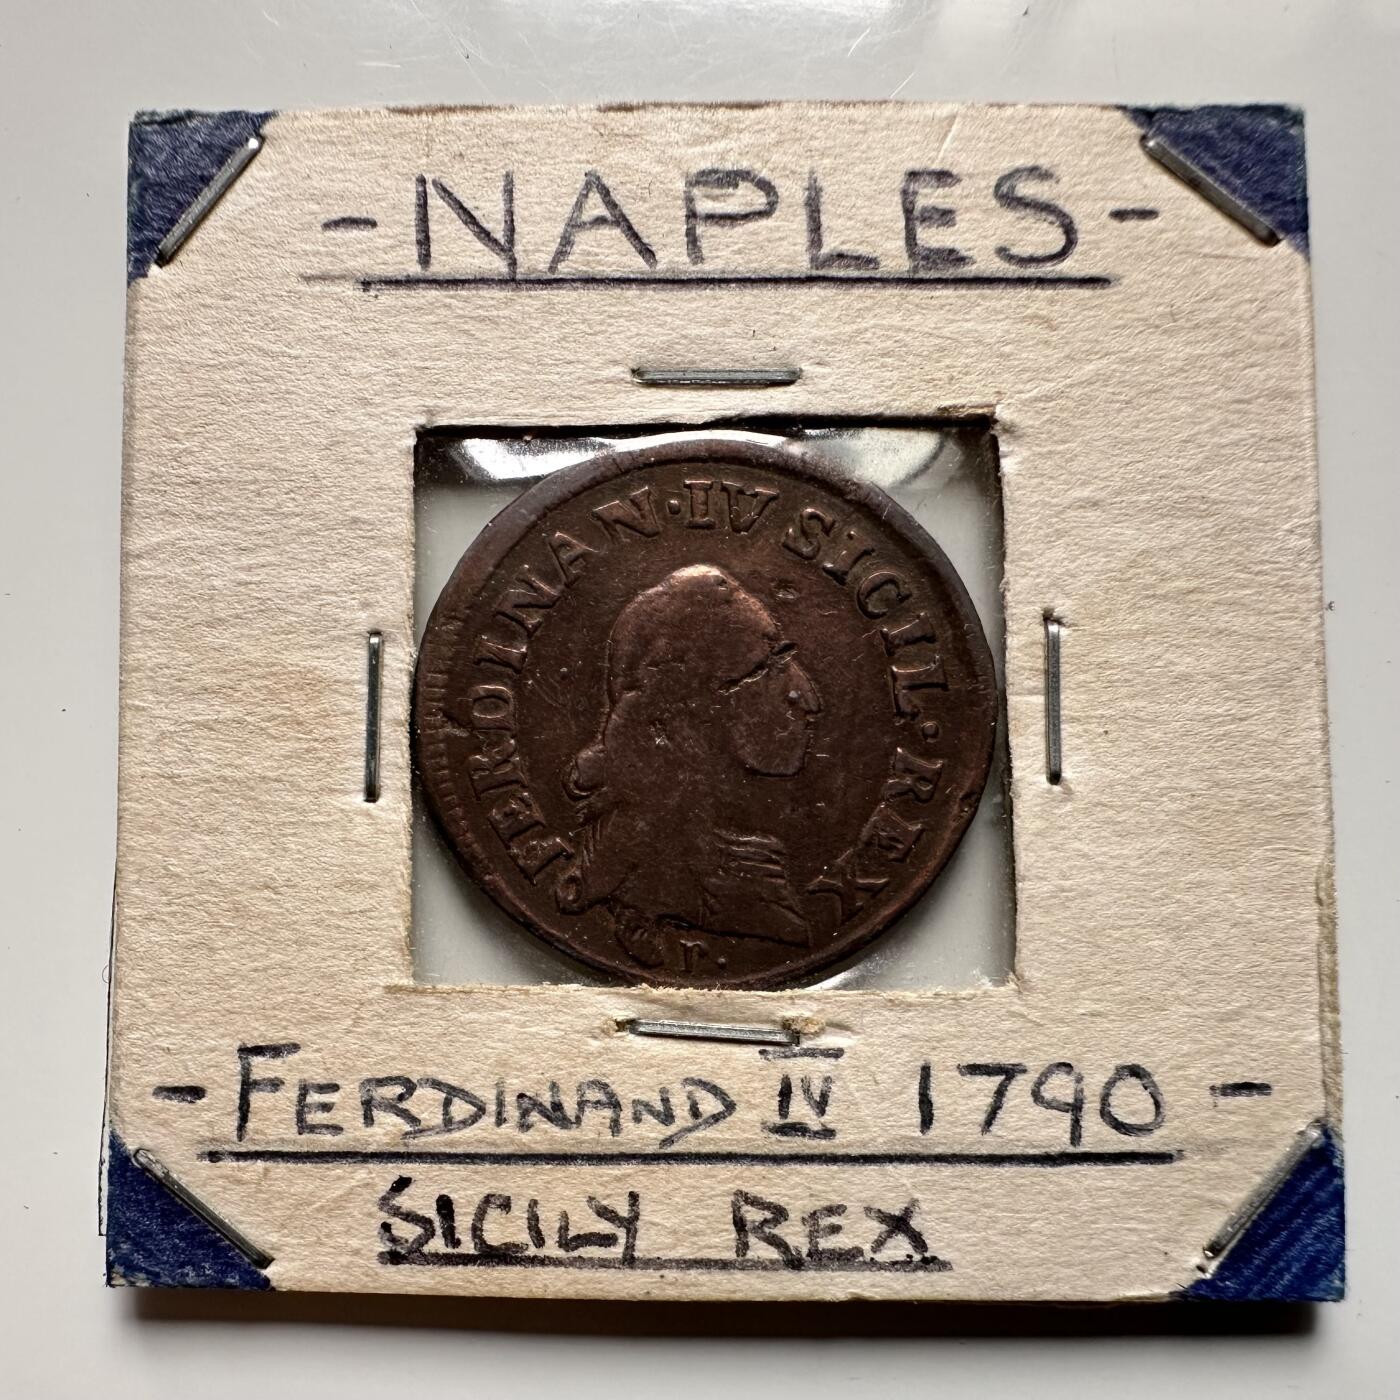 - NAPLES -
FERDINAN · IV SICIL · REX
P.
- FERDINAND IV 1790 -
SICILY REX